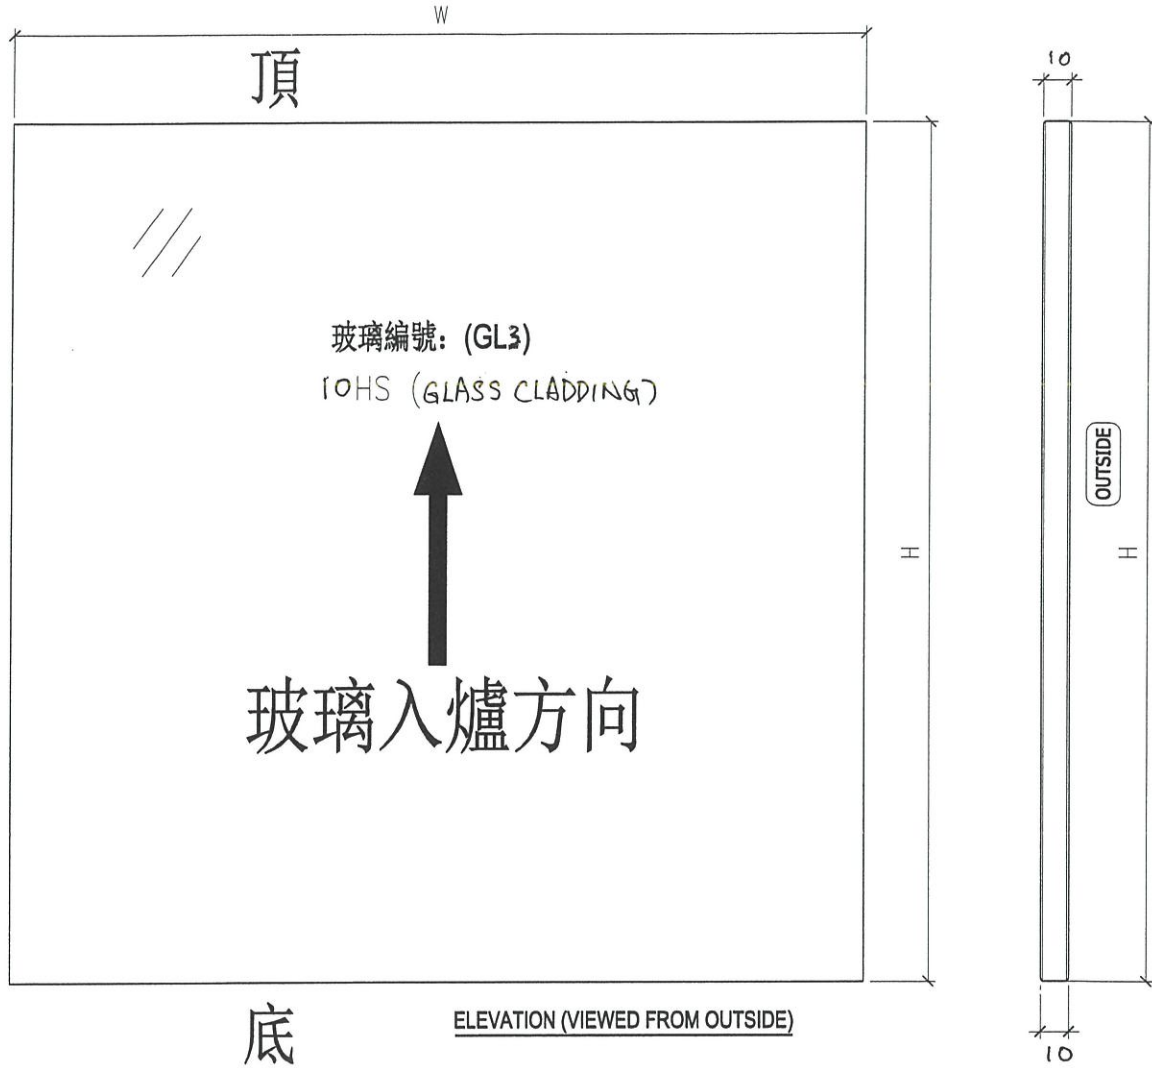 W
頂
10
玻璃編號：(GL3)
10HS (GLASS CLADDING)
OUTSIDE
H
H
玻璃入爐方向
底
ELEVATION (VIEWED FROM OUTSIDE)
10